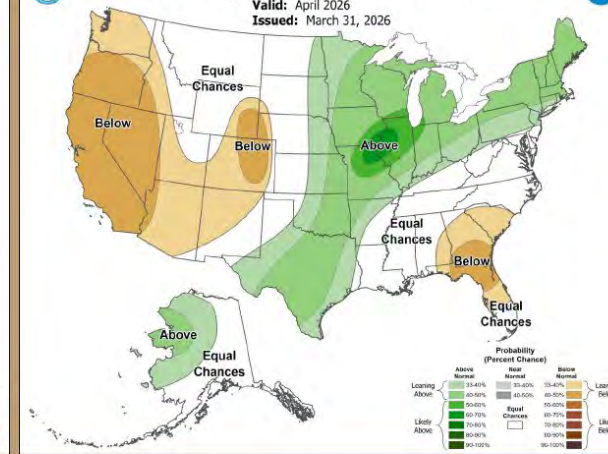 Valid: April 2026
Issued: March 31, 2026
Equal
Chances
Below
Below
Above
Equal
Chances
Below
Equal
Chances
Above
Equal
Chances
Probability
(Percent Chance)
Above
Normal
Near
Normal
Below
Normal
Leaning
Above
33-40%
33-40%
33-40%
40-50%
40-50%
40-50%
50-60%
50-60%
Equal
Chances
Likely
Above
60-70%
60-70%
70-80%
70-80%
80-90%
80-90%
90-100%
90-100%